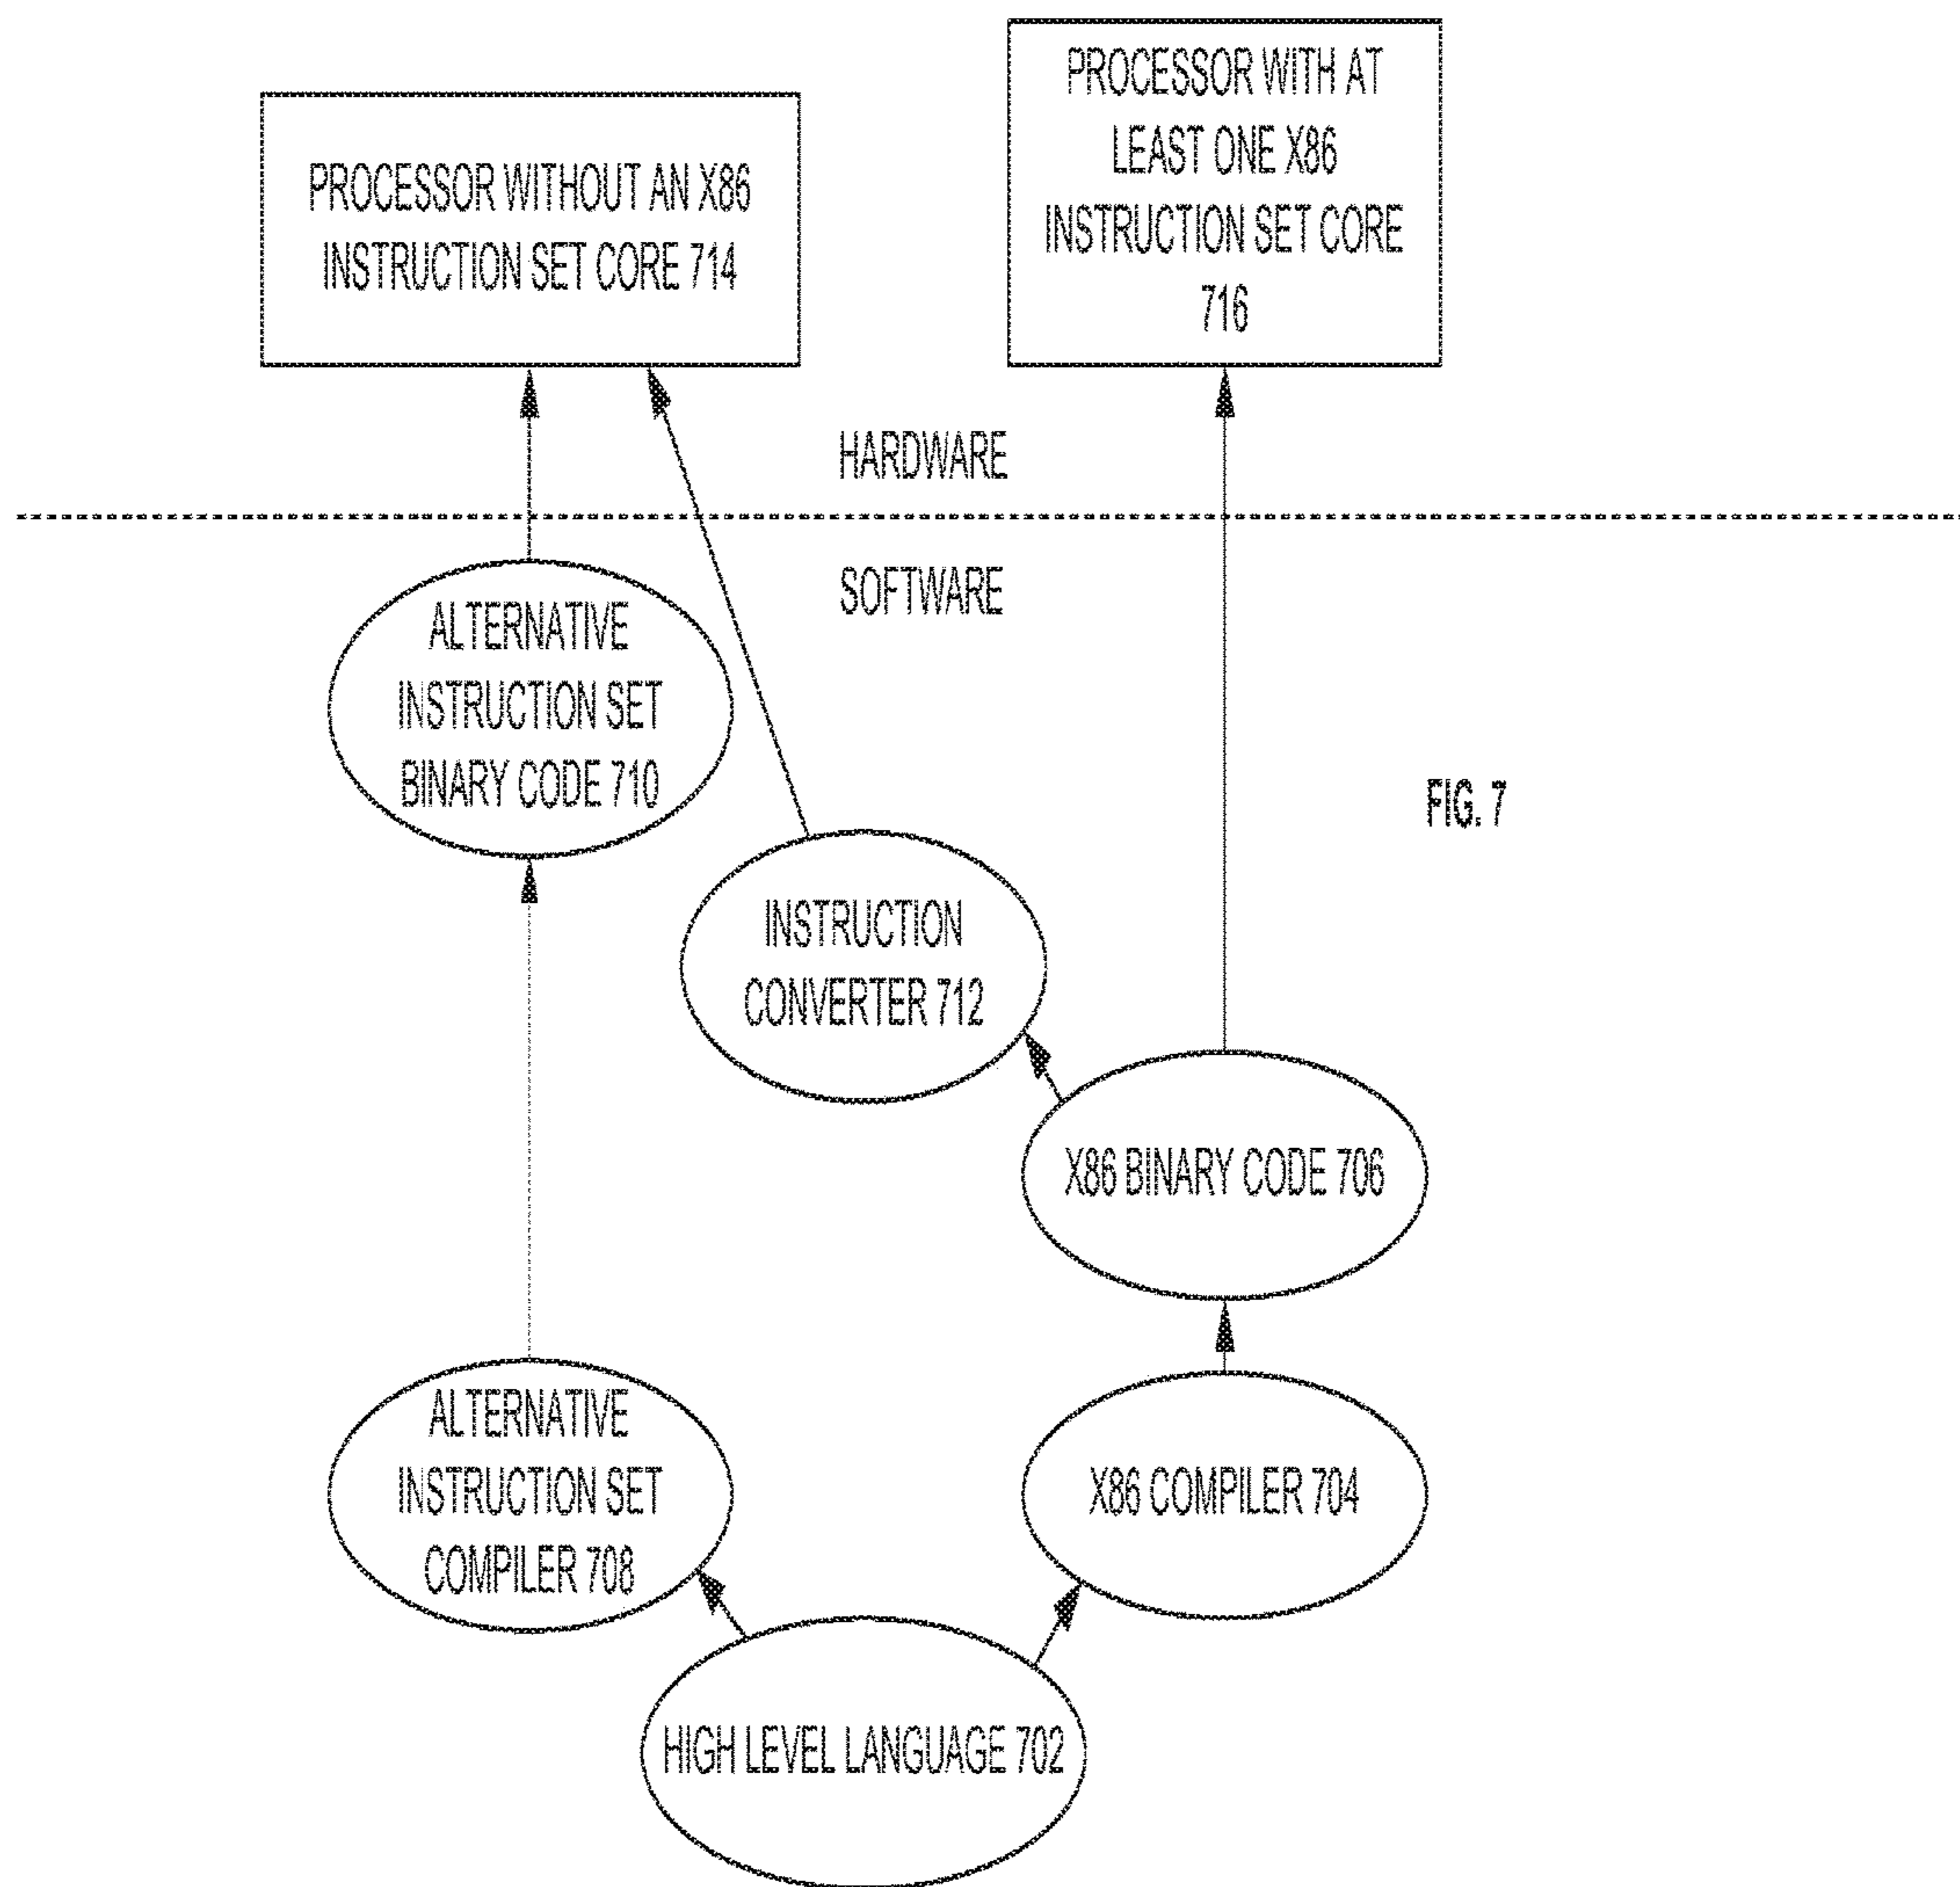 PROCESSOR WITH AT
LEAST ONE X86
INSTRUCTION SET CORE
716
PROCESSOR WITHOUT AN X86
INSTRUCTION SET CORE 714
HARDWARE
SOFTWARE
ALTERNATIVE
INSTRUCTION SET
BINARY CODE 710
FIG. 7
INSTRUCTION
CONVERTER 712
X86 BINARY CODE 706
ALTERNATIVE
INSTRUCTION SET
COMPILER 708
X86 COMPILER 704
HIGH LEVEL LANGUAGE 702